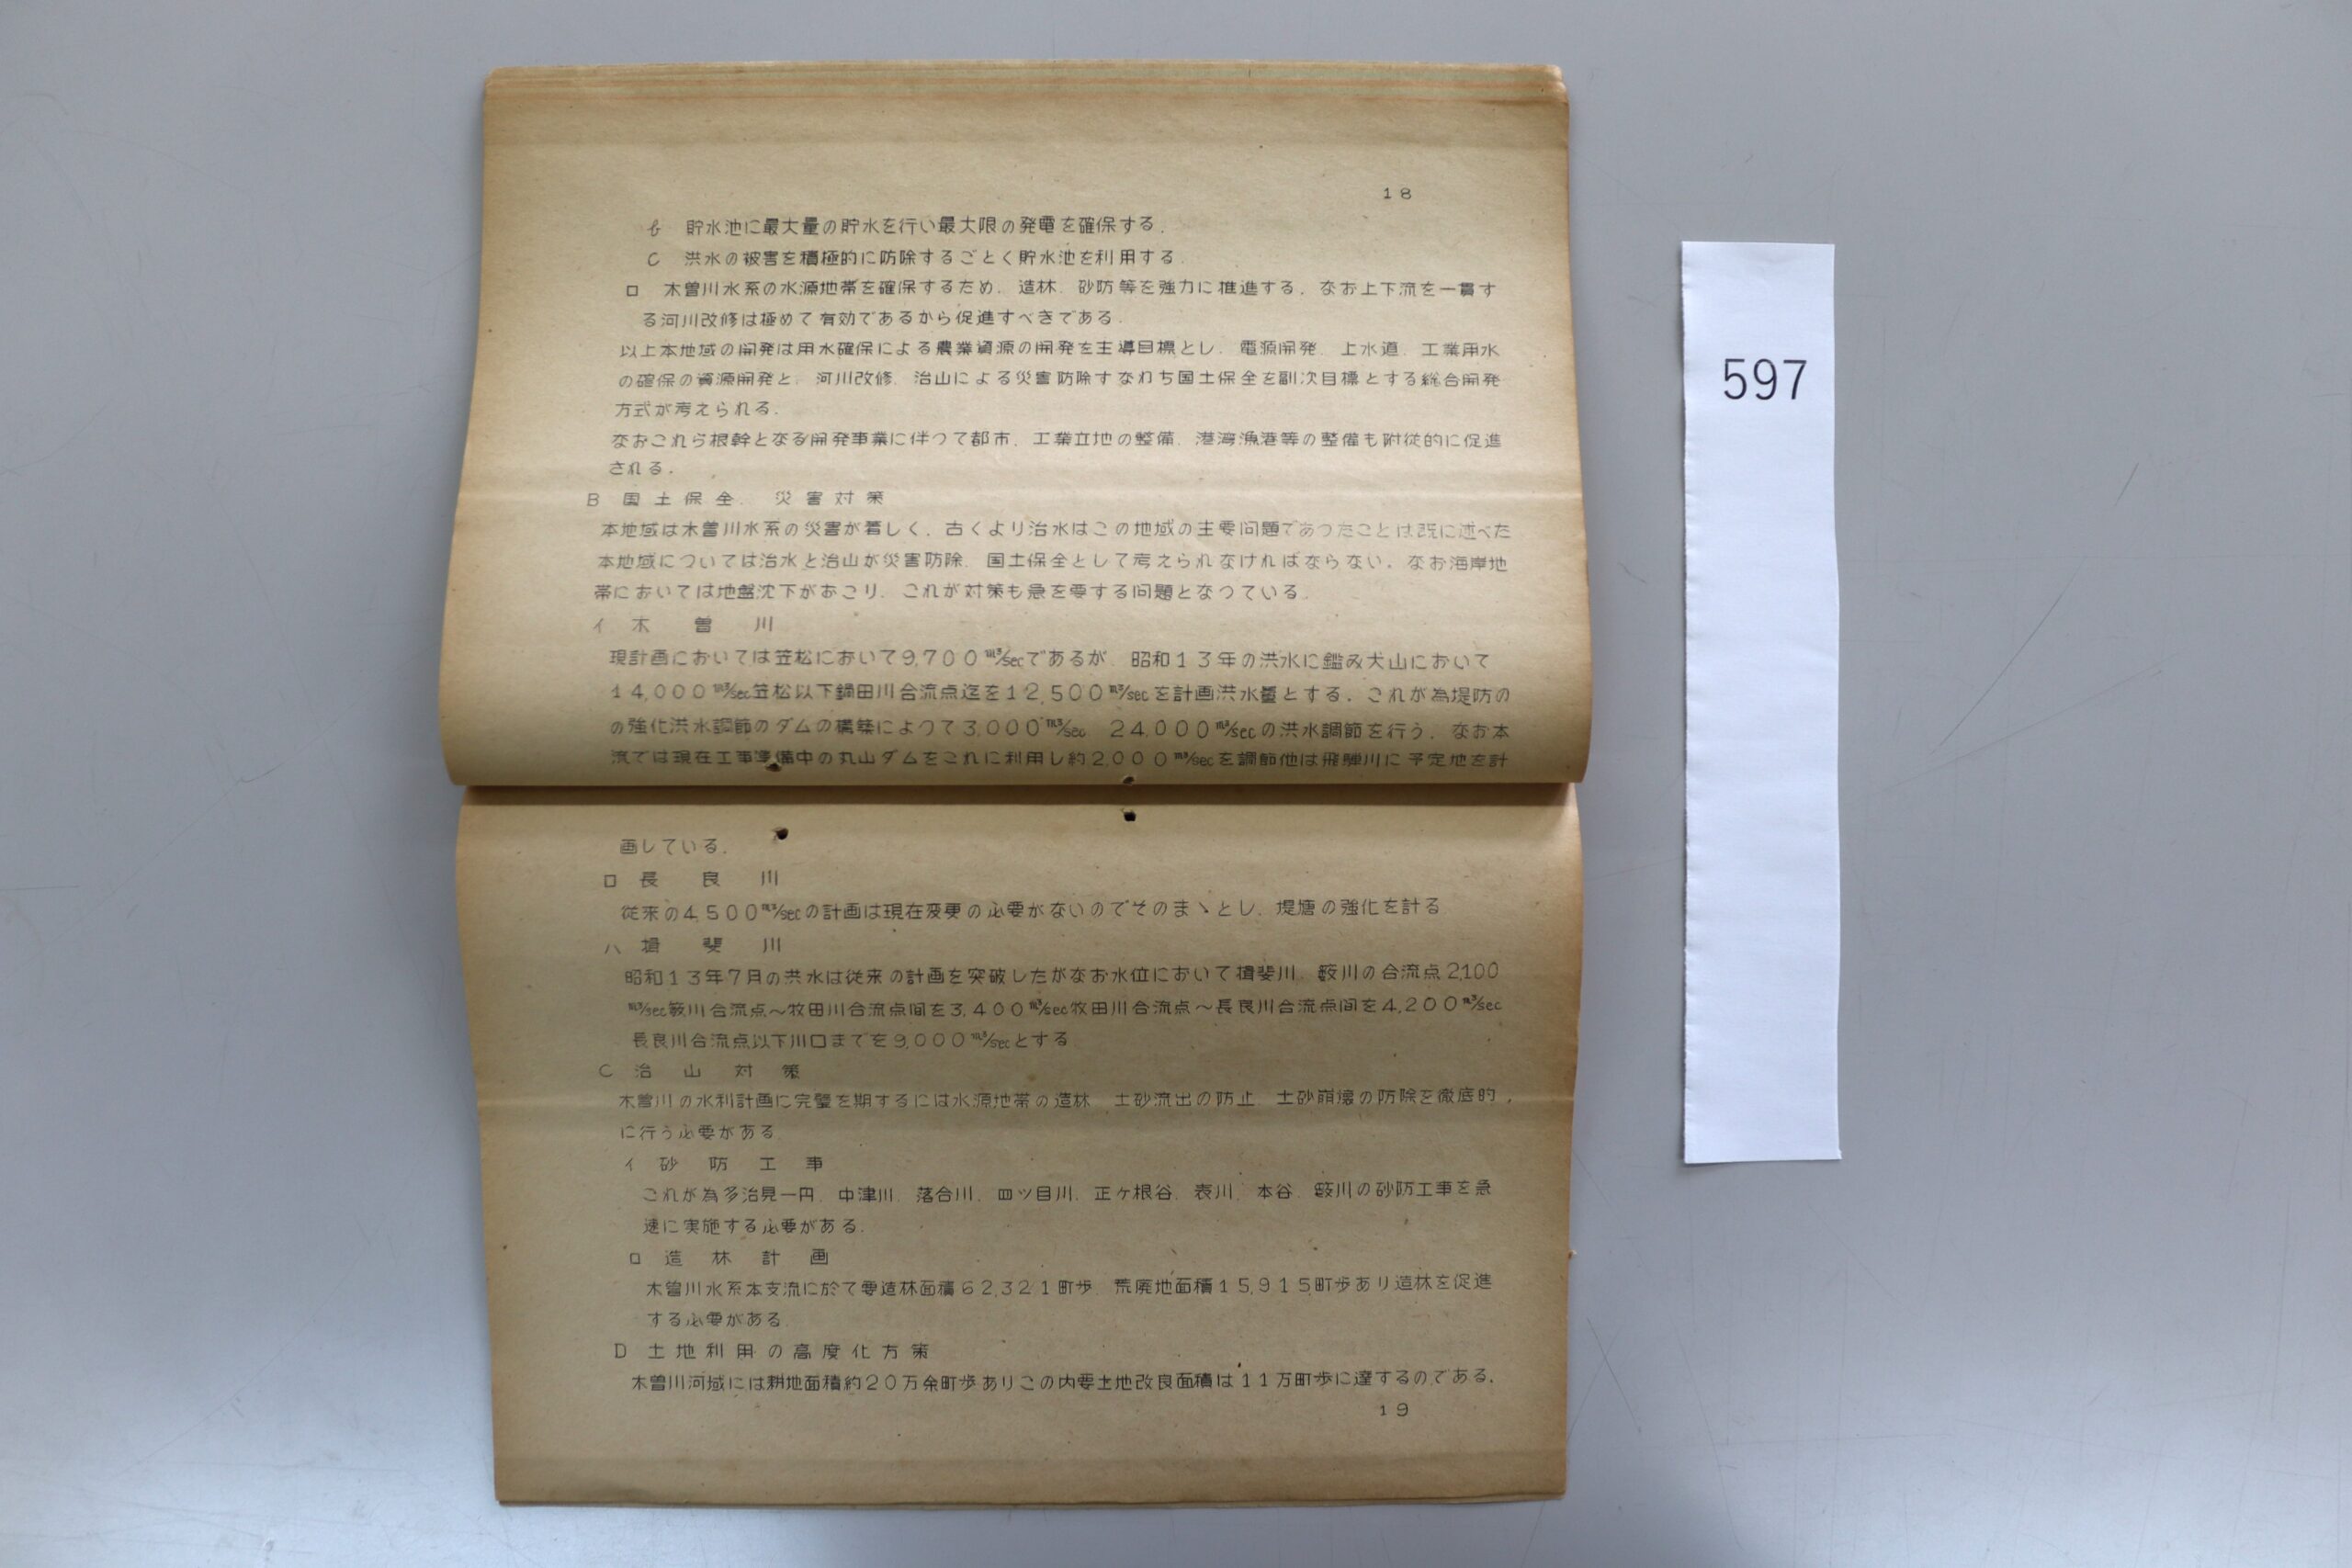 18
b 貯水池に最大量の貯水を行い最大限の発電を確保する.
C 洪水の被害を積極的に防除するごとく貯水池を利用する.
ロ 木曽川水系の水源地帯を確保するため. 造林. 砂防等を強力に推進する. なお上下流を一貫す
る河川改修は極めて有効であるから促進すべきである.
以上本地域の開発は用水確保による農業資源の開発を主導目標とし. 電源開発. 上水道. 工業用水
の確保の資源開発と. 河川改修. 治山による災害防除すなわち国土保全を副次目標とする総合開発
方式が考えられる.
なおこれら根幹となる開発事業に伴つて都市. 工業立地の整備. 港湾漁港等の整備も附従的に促進
される.
B 国土保全. 災害対策
本地域は木曽川水系の災害が著しく. 古くより治水はこの地域の主要問題であつたことは既に述べた
本地域については治水と治山が災害防除. 国土保全として考えられなければならない. なお海岸地
帯においては地盤沈下がおこり. これが対策も急を要する問題となつている.
イ 木曽川
現計画においては笠松において9,700m³/secであるが. 昭和13年の洪水に鑑み犬山において
14,000m³/sec笠松以下鍋田川合流点迄を12,500m³/secを計画洪水量とする. これが為堤防の
の強化洪水調節のダムの構築によつて3,000m³/sec. 24,000m³/secの洪水調節を行う. なお本
流では現在工事準備中の丸山ダムをこれに利用し約2,000m³/secを調節他は飛騨川に予定地を計
画している.
ロ 長良川
従来の4,500m³/secの計画は現在変更の必要がないのでそのまゝとし. 堤塘の強化を計る
ハ 揖斐川
昭和13年7月の洪水は従来の計画を突破したがなお水位において揖斐川. 薮川の合流点2,100
m³/sec薮川合流点〜牧田川合流点間を3,400m³/sec牧田川合流点〜長良川合流点間を4,200m³/sec
長良川合流点以下川口までを9,000m³/secとする
C 治山対策
木曽川の水利計画に完璧を期するには水源地帯の造林. 土砂流出の防止. 土砂崩壊の防除を徹底的
に行う必要がある.
イ 砂防工事
これが為多治見一円. 中津川. 落合川. 四ツ目川. 正ヶ根谷. 表川. 本谷. 薮川の砂防工事を急
速に実施する必要がある.
ロ 造林計画
木曽川水系本支流に於て要造林面積62,321町歩. 荒廃地面積15,915町歩あり造林を促進
する必要がある.
D 土地利用の高度化方策
木曽川河域には耕地面積約20万余町歩ありこの内要土地改良面積は11万町歩に達するのである.
19
597